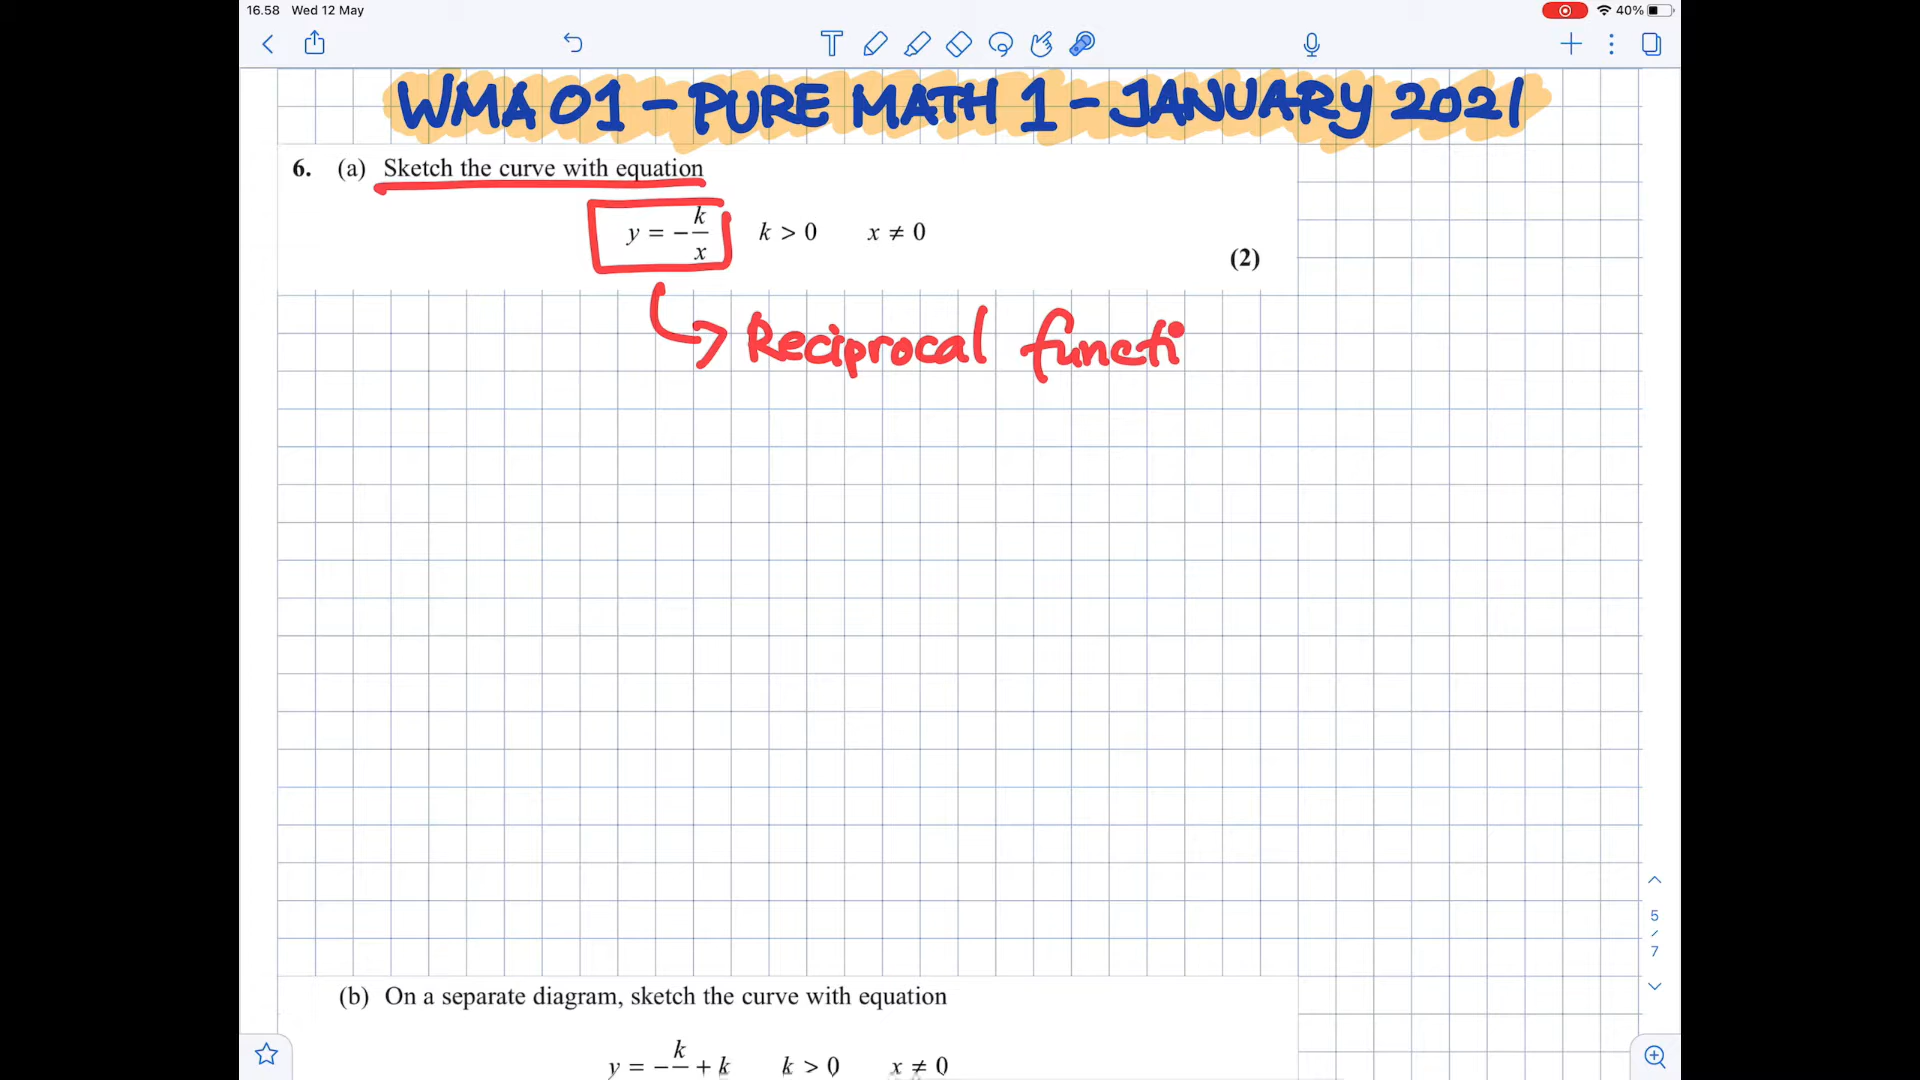 16.58 Wed 12 May
40%
WMA 01 - PURE MATH 1 - JANUARY 2021
6. (a) Sketch the curve with equation
y = -k/x k > 0 x ≠ 0
(2)
Reciprocal functi
5
/
7
(b) On a separate diagram, sketch the curve with equation
y = -k/ + k k > 0 x ≠ 0